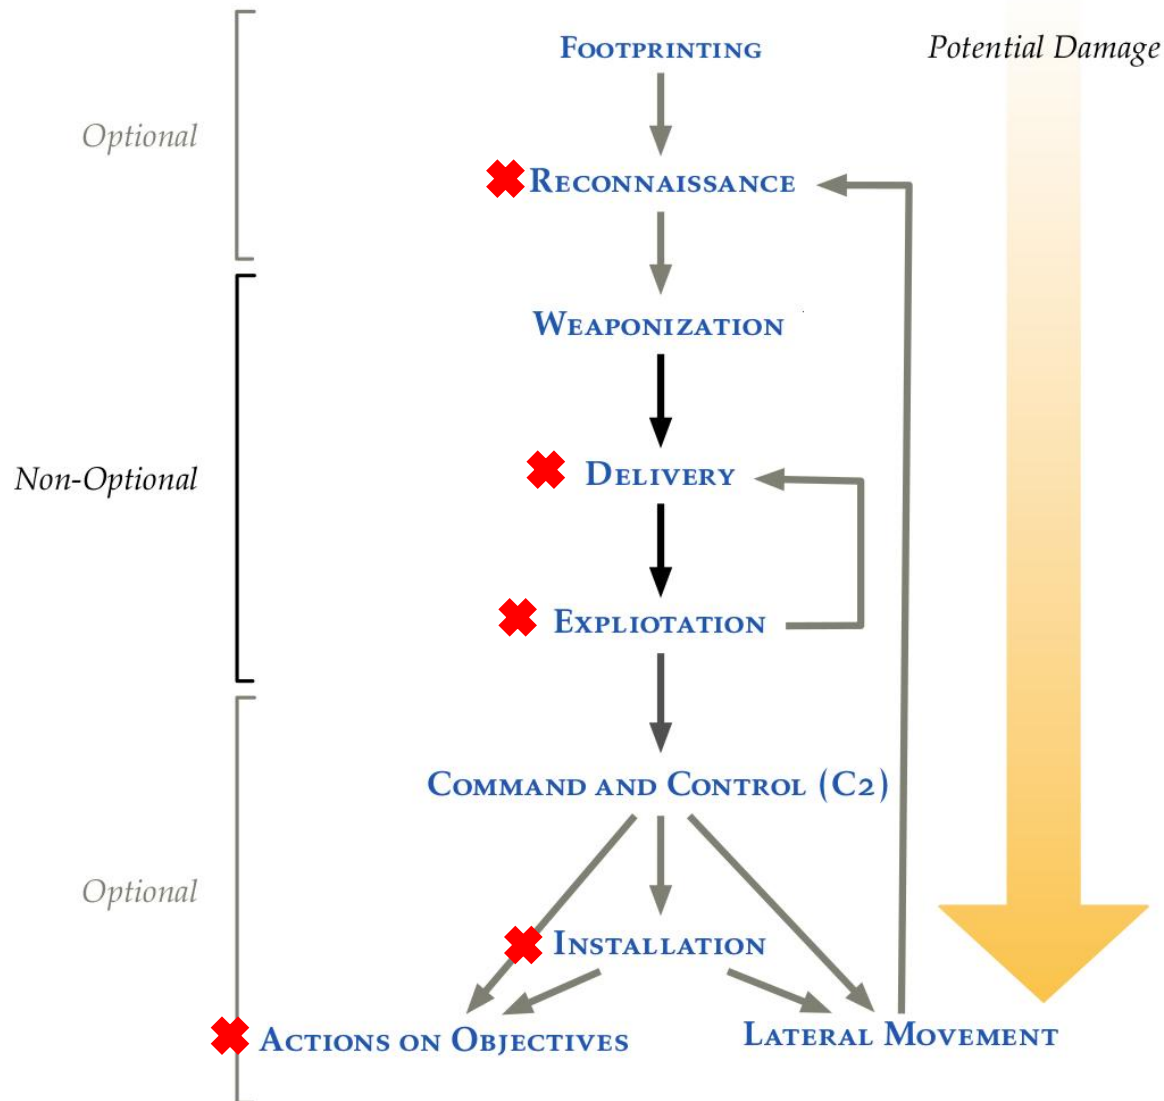 FOOTPRINTING
Potential Damage
Optional
RECONNAISSANCE
WEAPONIZATION
Non-Optional
DELIVERY
EXPLIOTATION
COMMAND AND CONTROL (C2)
Optional
INSTALLATION
ACTIONS ON OBJECTIVES
LATERAL MOVEMENT